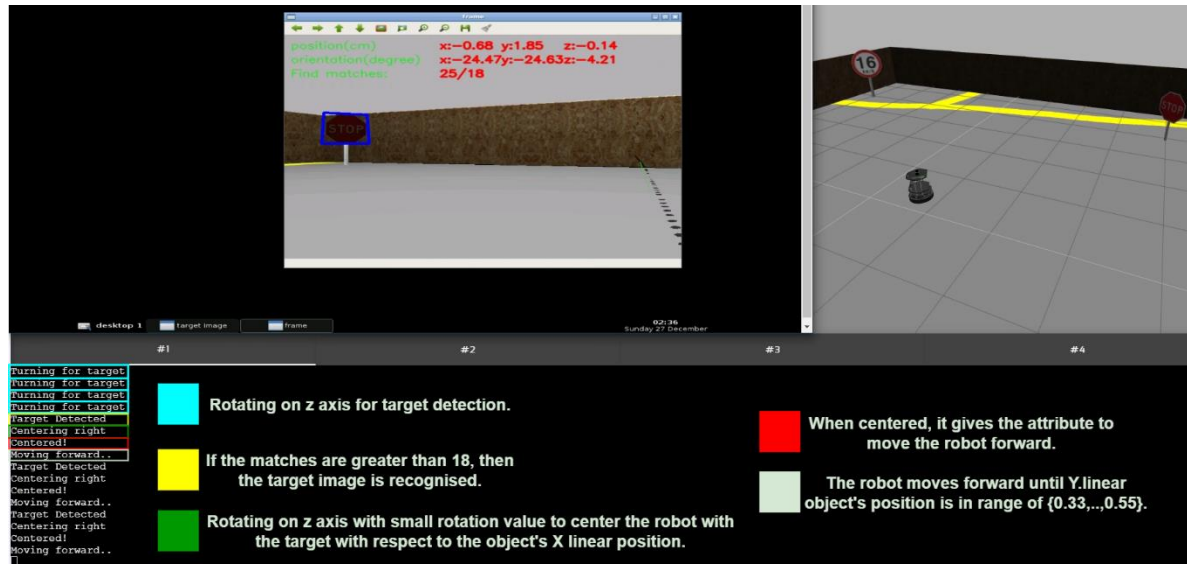 Frame
position(cm) x:−0.68 y:1.85 z:−0.14
orientation(degree) x:−24.47y:−24.63z:−4.21
Find matches: 25/18
STOP
16
STOP
desktop 1 target image frame
02:36
Sunday 27 December
#1 #2 #3 #4
Turning for target
Turning for target
Turning for target
Turning for target
Target Detected
Centering right
Centered!
Moving forward..
Target Detected
Centering right
Centered!
Moving forward..
Target Detected
Centering right
Centered!
Moving forward..
Rotating on z axis for target detection.
If the matches are greater than 18, then
the target image is recognised.
Rotating on z axis with small rotation value to center the robot with
the target with respect to the object's X linear position.
When centered, it gives the attribute to
move the robot forward.
The robot moves forward until Y.linear
object's position is in range of {0.33,..,0.55}.